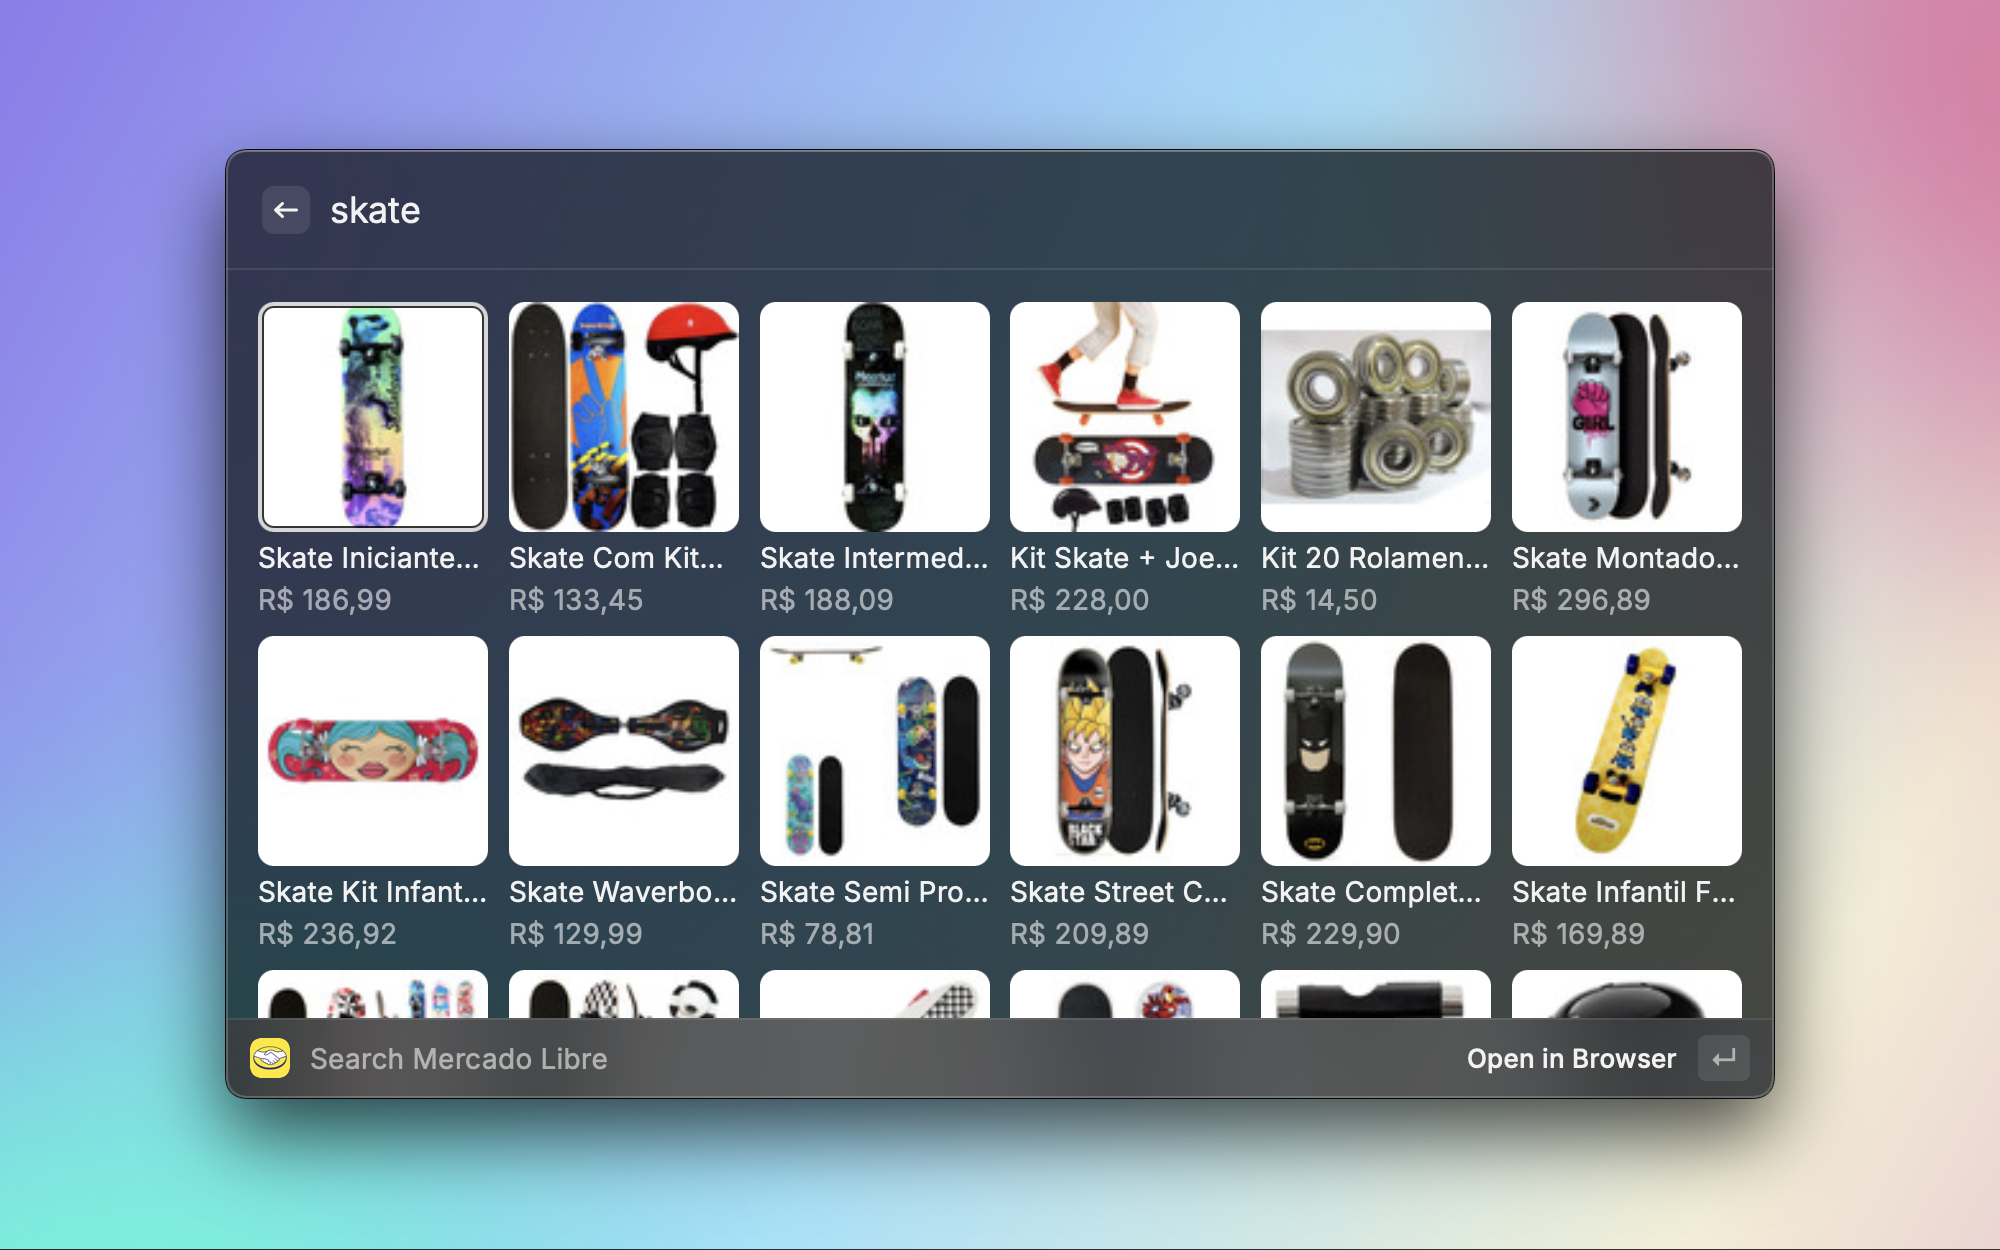 skate
Skate Iniciante...
Skate Com Kit...
Skate Intermed...
Kit Skate + Joe...
Kit 20 Rolamen...
Skate Montado...
R$ 186,99
R$ 133,45
R$ 188,09
R$ 228,00
R$ 14,50
R$ 296,89
GIRL
Skate Kit Infant...
Skate Waverbo...
Skate Semi Pro...
Skate Street C...
Skate Complet...
Skate Infantil F...
R$ 236,92
R$ 129,99
R$ 78,81
R$ 209,89
R$ 229,90
R$ 169,89
BLACK
STAR
Search Mercado Libre
Open in Browser